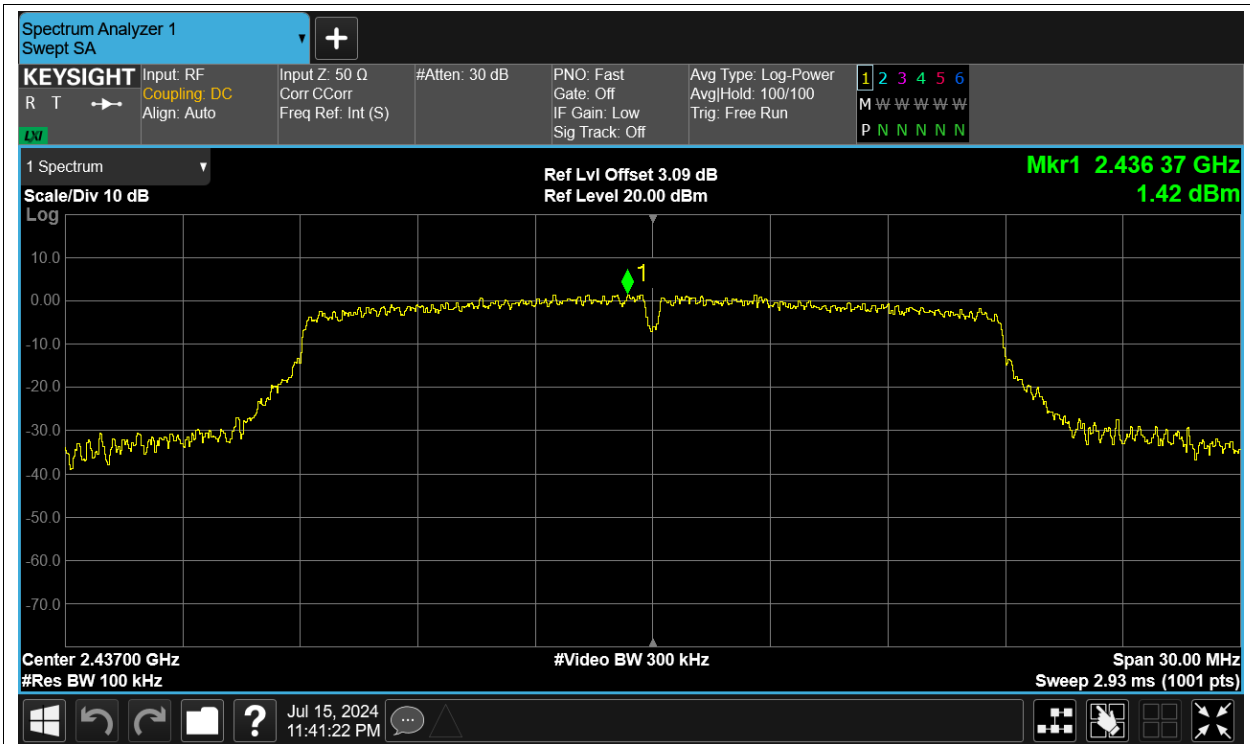 Spectrum Analyzer 1
Swept SA
KEYSIGHT
R T
LXI
Input: RF
Coupling: DC
Align: Auto
Input Z: 50 Ω
Corr CCorr
Freq Ref: Int (S)
#Atten: 30 dB
PNO: Fast
Gate: Off
IF Gain: Low
Sig Track: Off
Avg Type: Log-Power
Avg|Hold: 100/100
Trig: Free Run
1 2 3 4 5 6
M W W W W W
P N N N N N
1 Spectrum
Scale/Div 10 dB
Log
Ref Lvl Offset 3.09 dB
Ref Level 20.00 dBm
Mkr1 2.436 37 GHz
1.42 dBm
1
10.0
0.00
-10.0
-20.0
-30.0
-40.0
-50.0
-60.0
-70.0
Center 2.43700 GHz
#Video BW 300 kHz
Span 30.00 MHz
#Res BW 100 kHz
Sweep 2.93 ms (1001 pts)
?
Jul 15, 2024
11:41:22 PM